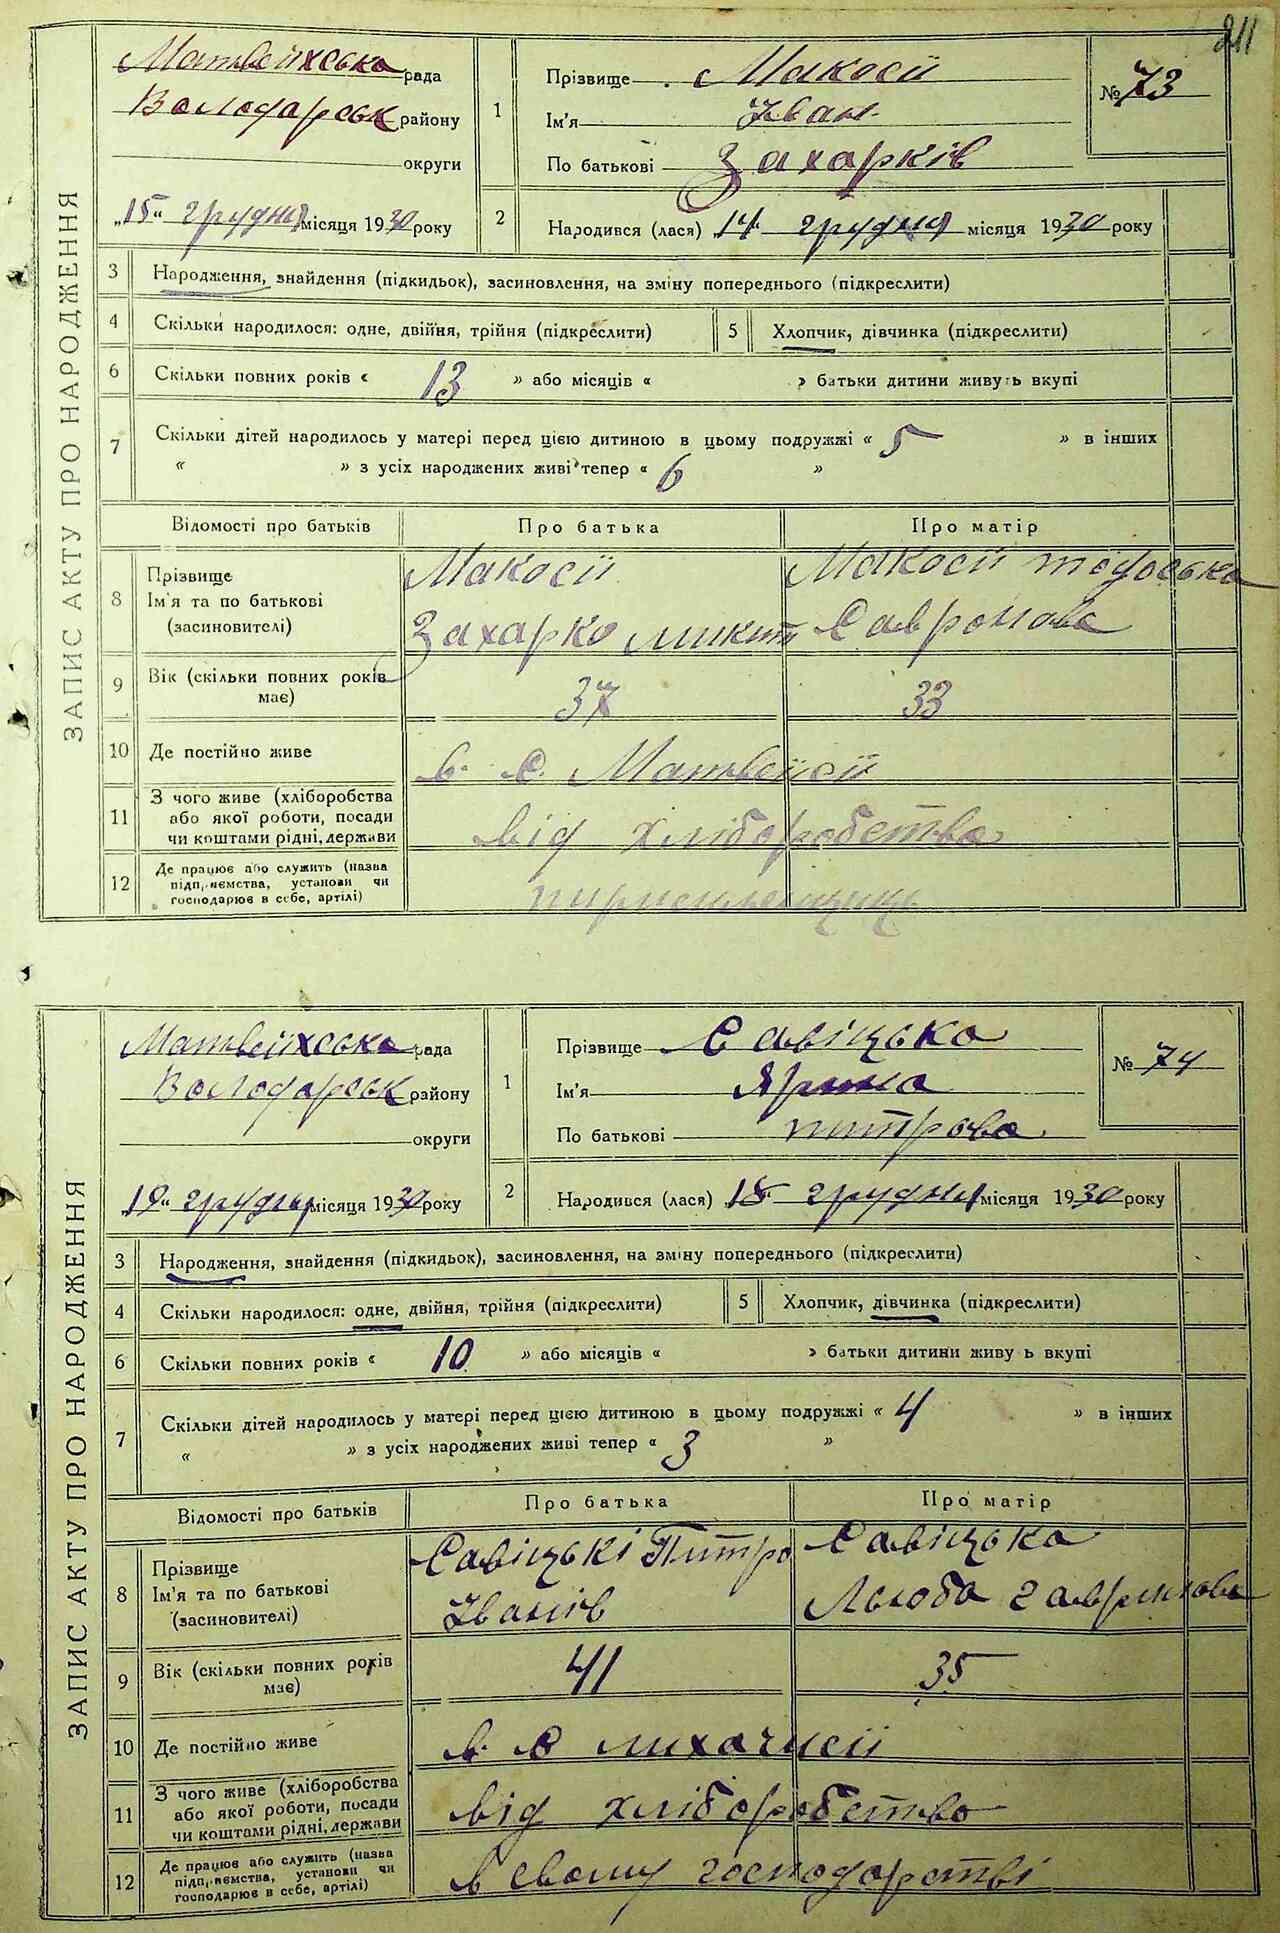 211
ЗАПИС АКТУ ПРО НАРОДЖЕННЯ
Матвеїхська рада
Володарськ району
округи
„15“ грудня місяця 1930 року
1
Прізвище Макосіі
Ім'я Іван
По батькові Захарків
№ 73
2
Народився (лася) 14 грудня місяця 1930 року
3 Народження, знайдення (підкидьок), засиновлення, на зміну попереднього (підкреслити)
4 Скільки народилося: одне, двійня, трійня (підкреслити)
5 Хлопчик, дівчинка (підкреслити)
6 Скільки повних років « 13 » або місяців « » батьки дитини живуть вкупі
7 Скільки дітей народилось у матері перед цією дитиною в цьому подружжі « 5 » в інших
« » з усіх народжених живі тепер « 6 »
Відомості про батьків Про батька Про матір
8 Прізвище Макосіі Макосіі тодоська
Ім'я та по батькові Захарко микит Савронова
(засиновителі)
9 Вік (скільки повних років має) 37 33
10 Де постійно живе в. с. Матвеїсіі
11 З чого живе (хліборобства
або якої роботи, посади від хліборобства
чи коштами рідні, держави
12 Де працює або служить (назва
підприємства, установи чи
господарює в себе, артілі)
ЗАПИС АКТУ ПРО НАРОДЖЕННЯ
Матвеїхська рада
Володарськ району
округи
„19“ грудня місяця 1930 року
1
Прізвище Савіцька
Ім'я Ярина
По батькові питрова
№ 74
2
Народився (лася) 18 грудня місяця 1930 року
3 Народження, знайдення (підкидьок), засиновлення, на зміну попереднього (підкреслити)
4 Скільки народилося: одне, двійня, трійня (підкреслити)
5 Хлопчик, дівчинка (підкреслити)
6 Скільки повних років « 10 » або місяців « » батьки дитини живу ь вкупі
7 Скільки дітей народилось у матері перед цією дитиною в цьому подружжі « 4 » в інших
« » з усіх народжених живі тепер « 3 »
Відомості про батьків Про батька Про матір
8 Прізвище Савіцькі Питро Савіцька
Ім'я та по батькові Іванів Льюба гаврилова
(засиновителі)
9 Вік (скільки повних років має) 41 35
10 Де постійно живе в. с лихачисіі
11 З чого живе (хліборобства
або якої роботи, посади від хліборобство
чи коштами рідні, держави
12 Де працює або служить (назва
підприємства, установи чи в свому господарстві
господарює в себе, артілі)